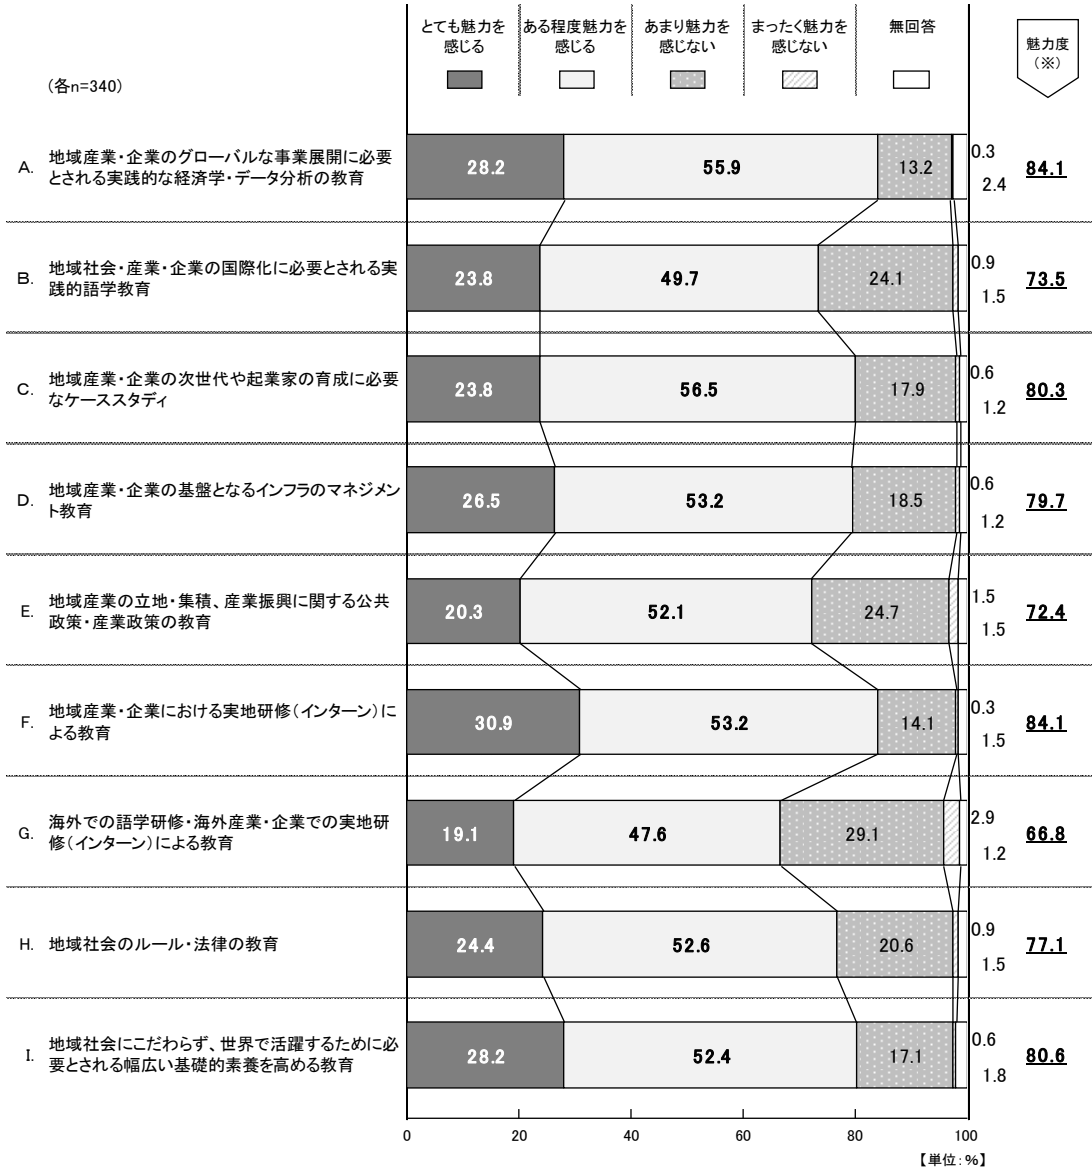 とても魅力を
感じる
ある程度魅力を
感じる
あまり魅力を
感じない
まったく魅力を
感じない
無回答
魅力度
(※)
(各n=340)
A. 地域産業・企業のグローバルな事業展開に必要
とされる実践的な経済学・データ分析の教育
28.2 55.9 13.2 0.3 2.4 84.1
B. 地域社会・産業・企業の国際化に必要とされる実
践的語学教育
23.8 49.7 24.1 0.9 1.5 73.5
C. 地域産業・企業の次世代や起業家の育成に必要
なケーススタディ
23.8 56.5 17.9 0.6 1.2 80.3
D. 地域産業・企業の基盤となるインフラのマネジメン
ト教育
26.5 53.2 18.5 0.6 1.2 79.7
E. 地域産業の立地・集積、産業振興に関する公共
政策・産業政策の教育
20.3 52.1 24.7 1.5 1.5 72.4
F. 地域産業・企業における実地研修(インターン)に
よる教育
30.9 53.2 14.1 0.3 1.5 84.1
G. 海外での語学研修・海外産業・企業での実地研
修(インターン)による教育
19.1 47.6 29.1 2.9 1.2 66.8
H. 地域社会のルール・法律の教育
24.4 52.6 20.6 0.9 1.5 77.1
I. 地域社会にこだわらず、世界で活躍するために必
要とされる幅広い基礎的素養を高める教育
28.2 52.4 17.1 0.6 1.8 80.6
0 20 40 60 80 100
【単位:%】